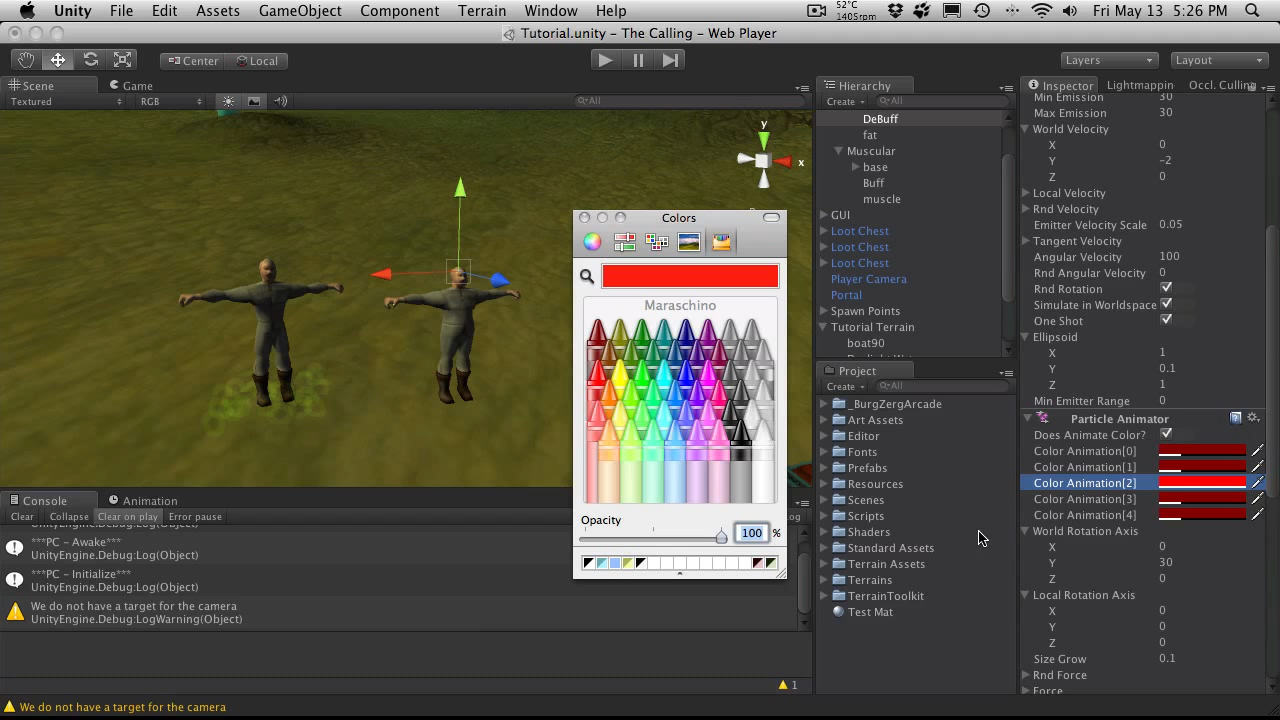 Unity File Edit Assets GameObject Component Terrain Window Help 52°C 1405rpm Fri May 13 5:26 PM
Tutorial.unity - The Calling - Web Player
Center Local Layers Layout
Scene Game
Textured RGB All
y
x
Hierarchy
Create All
DeBuff
fat
Muscular
base
Buff
muscle
GUI
Loot Chest
Loot Chest
Loot Chest
Player Camera
Portal
Spawn Points
Tutorial Terrain
boat90
Project
Create All
_BurgZergArcade
Art Assets
Editor
Fonts
Prefabs
Resources
Scenes
Scripts
Shaders
Standard Assets
Terrain Assets
Terrains
TerrainToolkit
Test Mat
Inspector Lightmappin Occl. Culling
Min Emission 30
Max Emission 30
World Velocity
X 0
Y -2
Z 0
Local Velocity
Rnd Velocity
Emitter Velocity Scale 0.05
Tangent Velocity
Angular Velocity 100
Rnd Angular Velocity 0
Rnd Rotation
Simulate in Worldspace
One Shot
Ellipsoid
X 1
Y 0.1
Z 1
Min Emitter Range 0
Particle Animator
Does Animate Color?
Color Animation[0]
Color Animation[1]
Color Animation[2]
Color Animation[3]
Color Animation[4]
World Rotation Axis
X 0
Y 30
Z 0
Local Rotation Axis
X 0
Y 0
Z 0
Size Grow 0.1
Rnd Force
Force
Colors
Maraschino
Opacity
100 %
Console Animation
Clear Collapse Clear on play Error pause
UnityEngine.Debug:Log(Object)
***PC - Awake***
UnityEngine.Debug:Log(Object)
***PC - Initialize***
UnityEngine.Debug:Log(Object)
We do not have a target for the camera
UnityEngine.Debug:LogWarning(Object)
1
We do not have a target for the camera